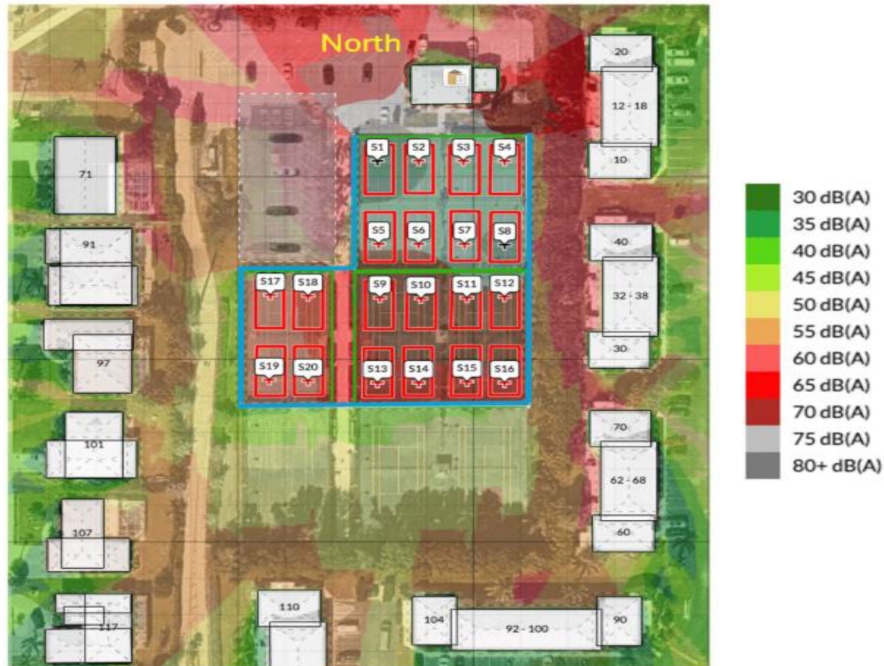 North
20
12 - 18
10
S1 S2 S3 S4
71
S5 S6 S7 S8
91
40
S17 S18 S9 S10 S11 S12
32 - 38
97
30
S19 S20 S13 S14 S15 S16
101
70
62 - 68
107
60
110
104
92 - 100
90
117
30 dB(A)
35 dB(A)
40 dB(A)
45 dB(A)
50 dB(A)
55 dB(A)
60 dB(A)
65 dB(A)
70 dB(A)
75 dB(A)
80+ dB(A)